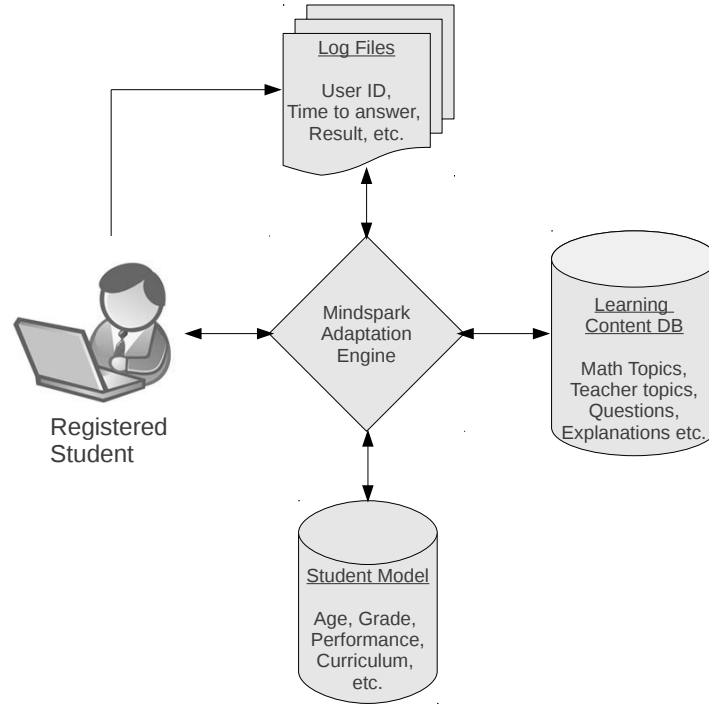 Log Files
User ID,
Time to answer,
Result, etc.
Mindspark
Adaptation
Engine
Learning
Content DB
Math Topics,
Teacher topics,
Questions,
Explanations etc.
Registered
Student
Student Model
Age, Grade,
Performance,
Curriculum,
etc.